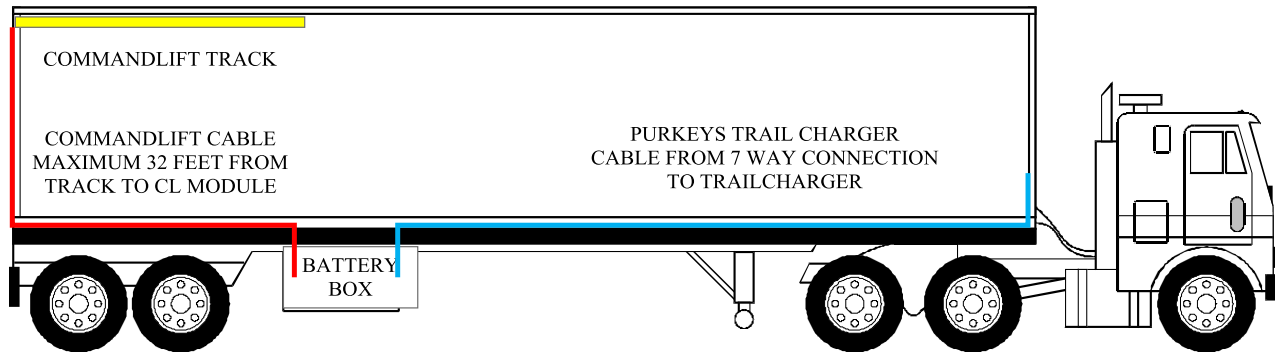 COMMANDLIFT TRACK
COMMANDLIFT CABLE
MAXIMUM 32 FEET FROM
TRACK TO CL MODULE
PURKEYS TRAIL CHARGER
CABLE FROM 7 WAY CONNECTION
TO TRAILCHARGER
BATTERY
BOX